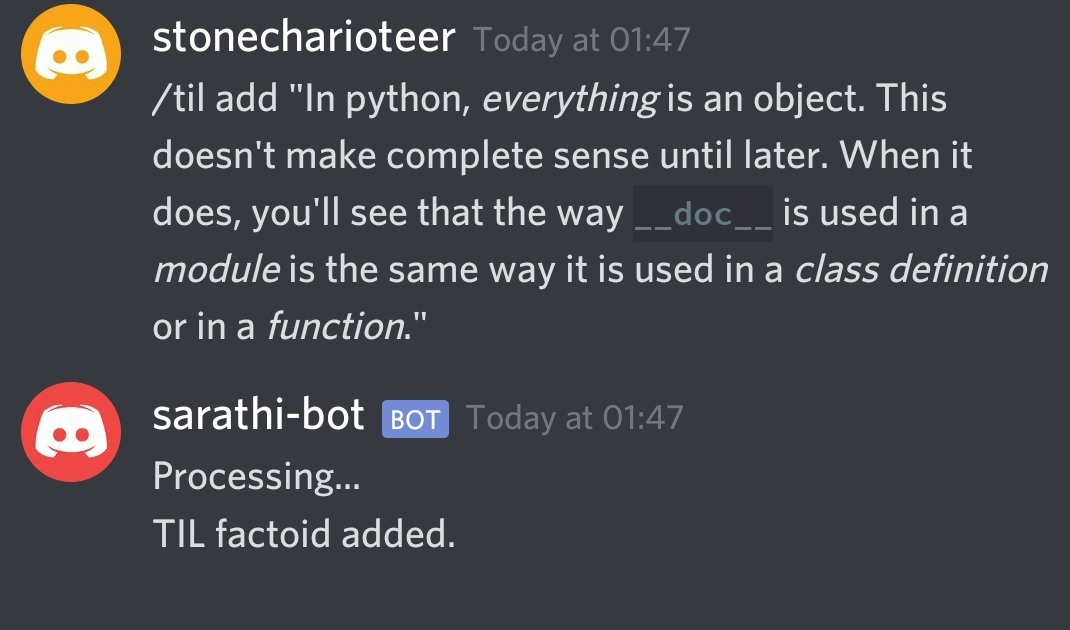 stonecharioteer Today at 01:47
/til add "In python, everything is an object. This
doesn't make complete sense until later. When it
does, you'll see that the way __doc__ is used in a
module is the same way it is used in a class definition
or in a function."
sarathi-bot BOT Today at 01:47
Processing...
TIL factoid added.